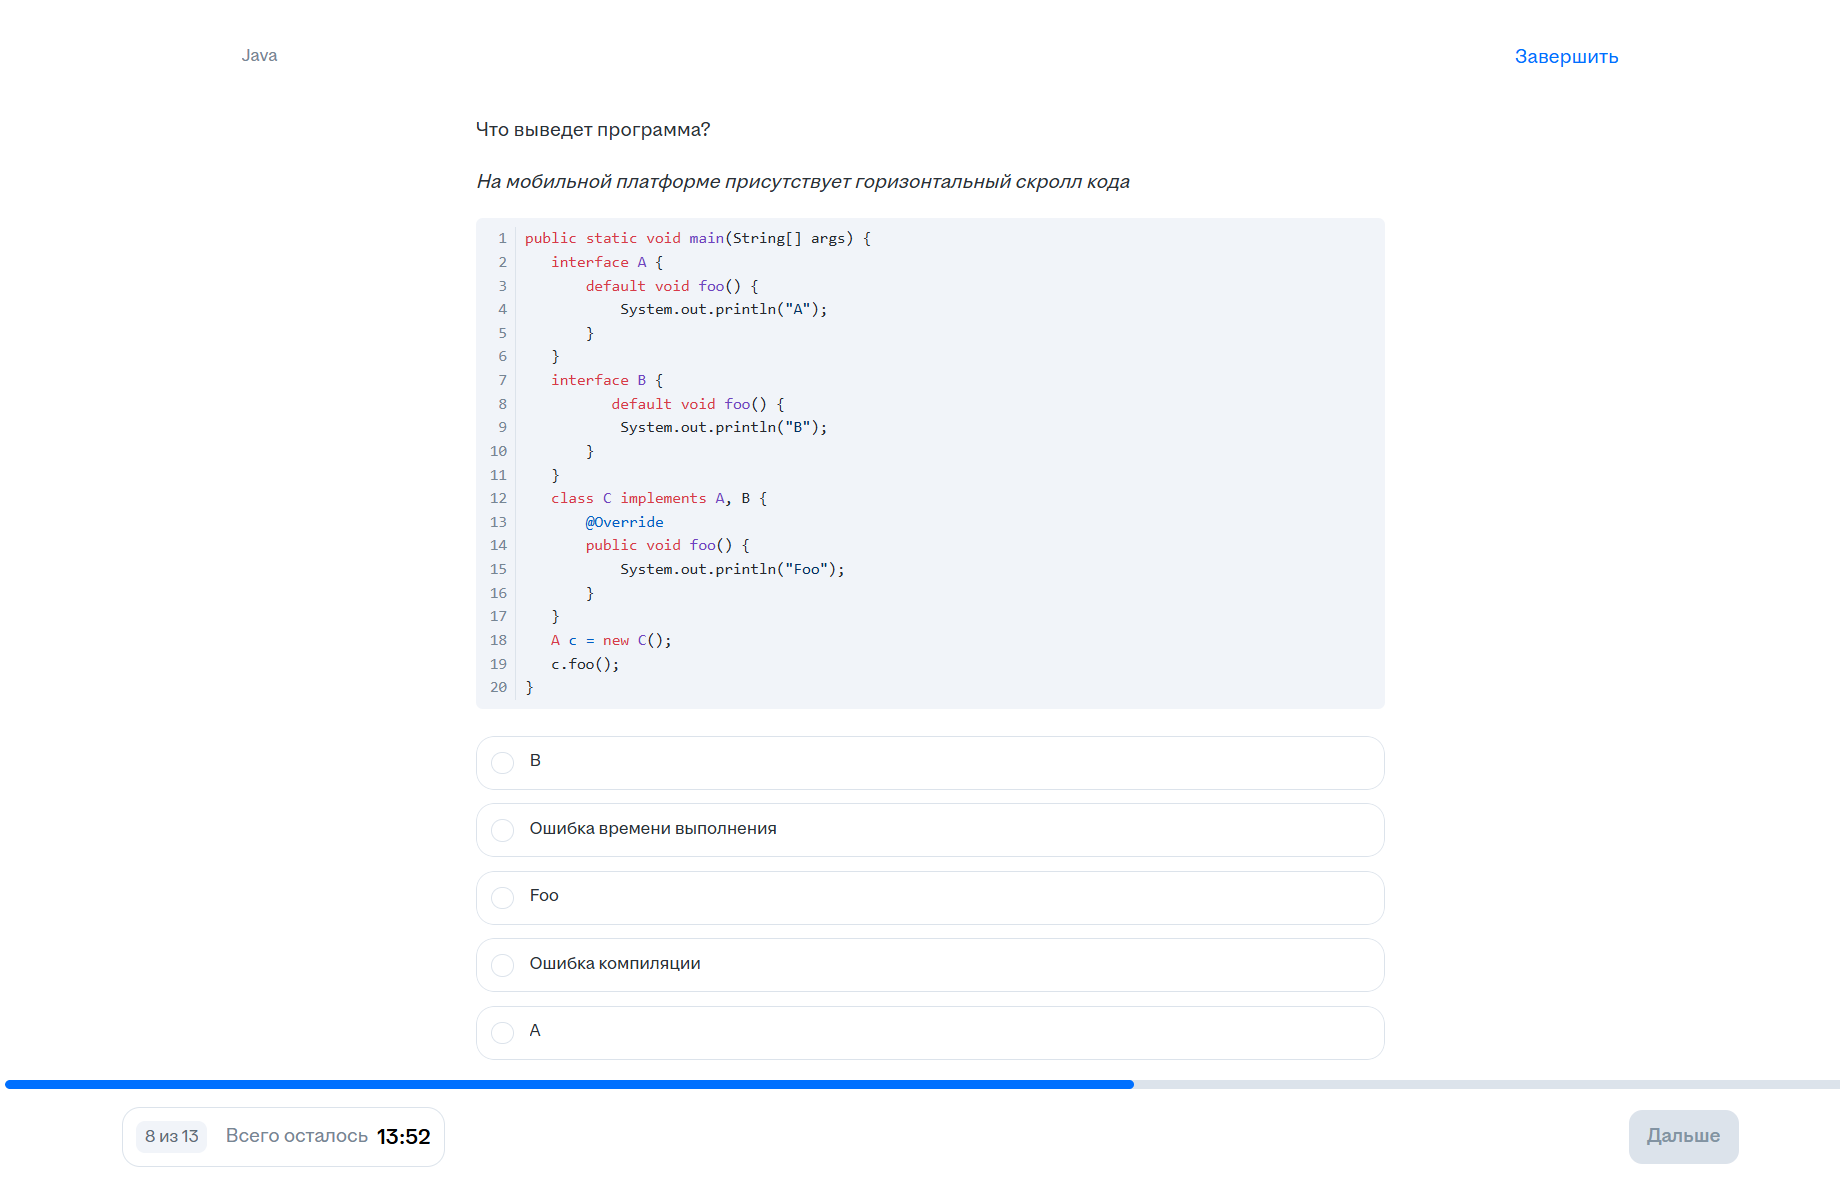 Java
Завершить
Что выведет программа?
На мобильной платформе присутствует горизонтальный скролл кода
1 public static void main(String[] args) {
2    interface A {
3        default void foo() {
4            System.out.println("A");
5        }
6    }
7    interface B {
8           default void foo() {
9            System.out.println("B");
10        }
11    }
12    class C implements A, B {
13        @Override
14        public void foo() {
15            System.out.println("Foo");
16        }
17    }
18    A c = new C();
19    c.foo();
20 }
B
Ошибка времени выполнения
Foo
Ошибка компиляции
A
8 из 13 Всего осталось 13:52
Дальше